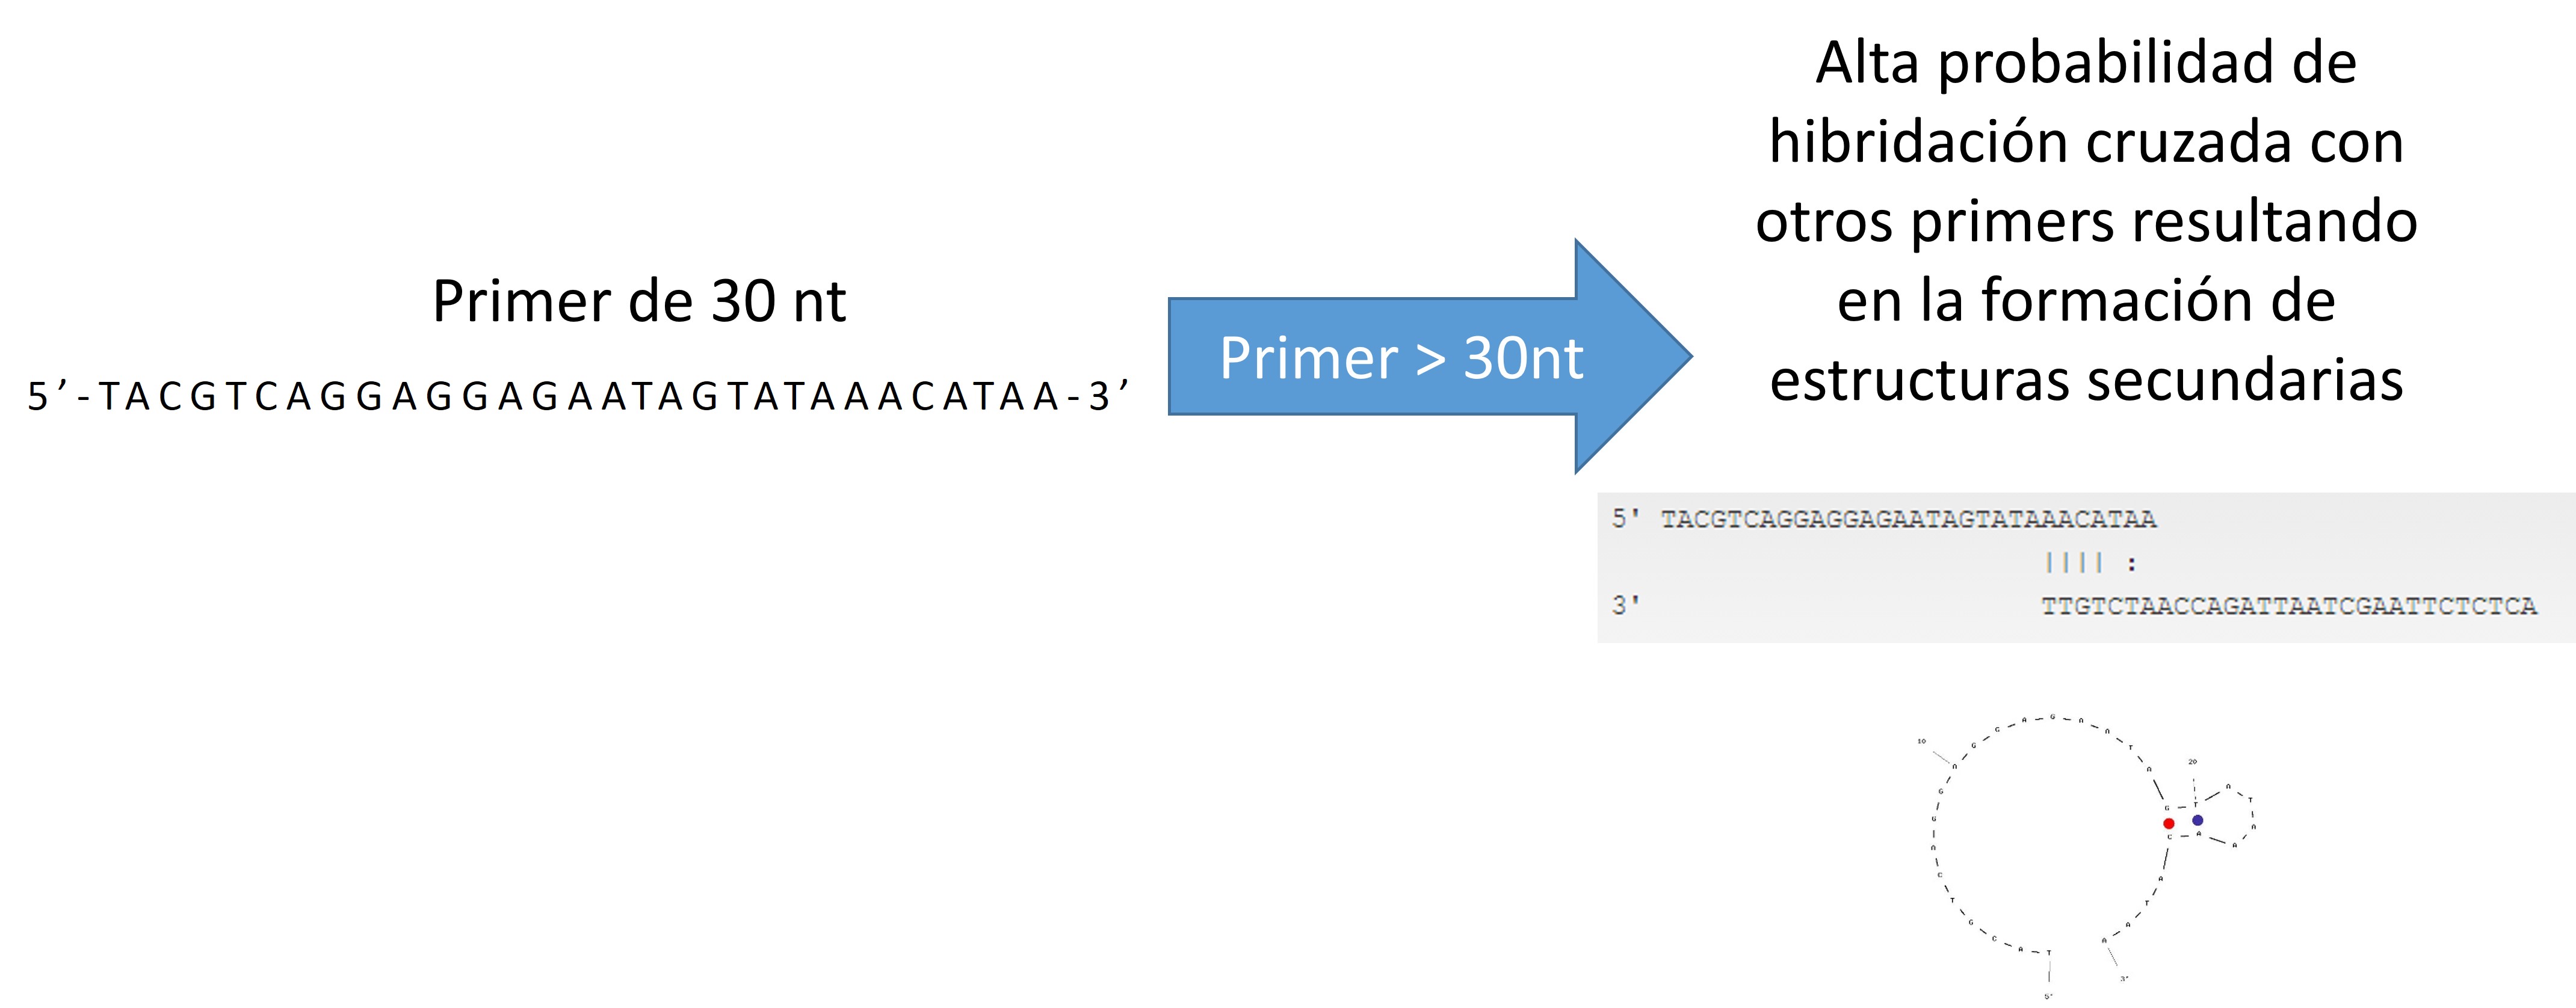 Primer de 30 nt
5’-TACGTCAGGAGGAGAATAGTATAAACATAA-3’
Primer > 30nt
Alta probabilidad de
hibridación cruzada con
otros primers resultando
en la formación de
estructuras secundarias
5' TACGTCAGGAGGAGAATAGTATAAACATAA
|||| :
3' TTGTCTAACCAGATTAATCGAATTCTCTCA
10
20
5'
3'